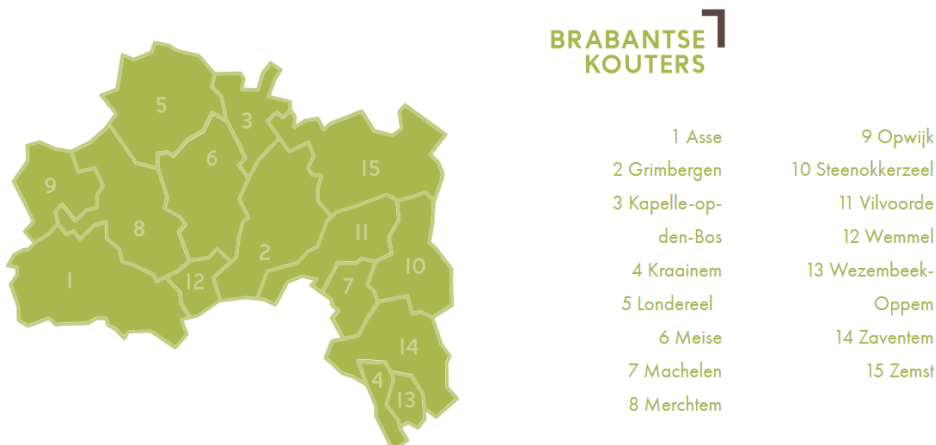 BRABANTSE
KOUTERS
5
3
6
15
9
8
11
2
10
1
12
7
14
4
13
1 Asse
2 Grimbergen
3 Kapelle-op-
den-Bos
4 Kraainem
5 Londereel
6 Meise
7 Machelen
8 Merchtem
9 Opwijk
10 Steenokkerzeel
11 Vilvoorde
12 Wemmel
13 Wezembeek-
Oppem
14 Zaventem
15 Zemst